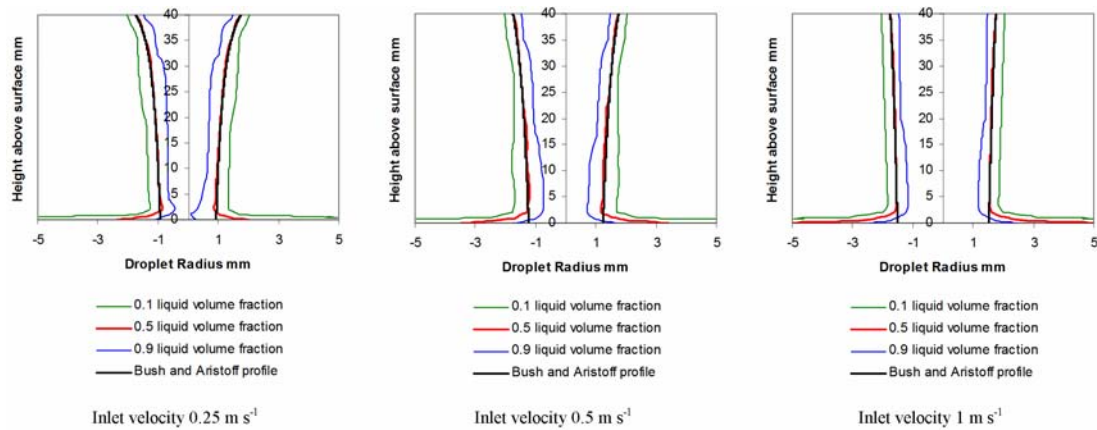 Height above surface mm
40
35
30
25
20
15
10
5
0
-5 -3 -1 1 3 5
Droplet Radius mm
0.1 liquid volume fraction
0.5 liquid volume fraction
0.9 liquid volume fraction
Bush and Aristoff profile
Inlet velocity 0.25 m s-1
Height above surface mm
40
35
30
25
20
15
10
5
0
-5 -3 -1 1 3 5
Droplet Radius mm
0.1 liquid volume fraction
0.5 liquid volume fraction
0.9 liquid volume fraction
Bush and Aristoff profile
Inlet velocity 0.5 m s-1
Height above surface mm
40
35
30
25
20
15
10
5
0
-5 -3 -1 1 3 5
Droplet Radius mm
0.1 liquid volume fraction
0.5 liquid volume fraction
0.9 liquid volume fraction
Bush and Aristoff profile
Inlet velocity 1 m s-1